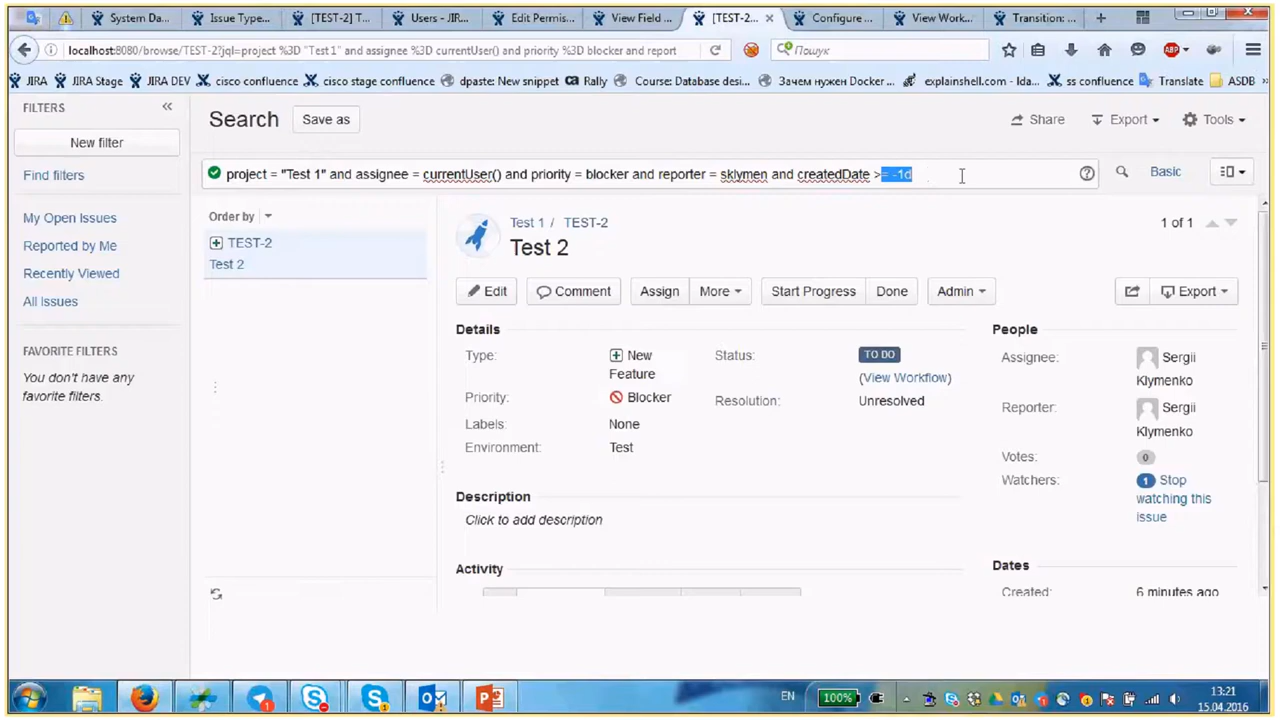 System Da...
Issue Type...
[TEST-2] T...
Users - JIR...
Edit Permis...
View Field ...
[TEST-2...
Configure ...
View Work...
Transition: ...
localhost:8080/browse/TEST-2?jql=project %3D "Test 1" and assignee %3D currentUser() and priority %3D blocker and report
Пошук
ABP
JIRA
JIRA Stage
JIRA DEV
cisco confluence
cisco stage confluence
dpaste: New snippet
ca Rally
Course: Database desi...
Зачем нужен Docker ...
explainshell.com - Ida...
ss confluence
Translate
ASDB
FILTERS
New filter
Find filters
My Open Issues
Reported by Me
Recently Viewed
All Issues
FAVORITE FILTERS
You don't have any
favorite filters.
Search
Save as
Share
Export
Tools
project = "Test 1" and assignee = currentUser() and priority = blocker and reporter = sklymen and createdDate >= -1d
Basic
Order by
TEST-2
Test 2
Test 1 / TEST-2
Test 2
1 of 1
Edit
Comment
Assign
More
Start Progress
Done
Admin
Export
Details
Type:
New
Feature
Priority:
Blocker
Labels:
None
Environment:
Test
Status:
TO DO
(View Workflow)
Resolution:
Unresolved
Description
Click to add description
Activity
People
Assignee:
Sergii
Klymenko
Reporter:
Sergii
Klymenko
Votes:
0
Watchers:
1 Stop
watching this
issue
Dates
Created:
6 minutes ago
EN
100%
13:21
15.04.2016